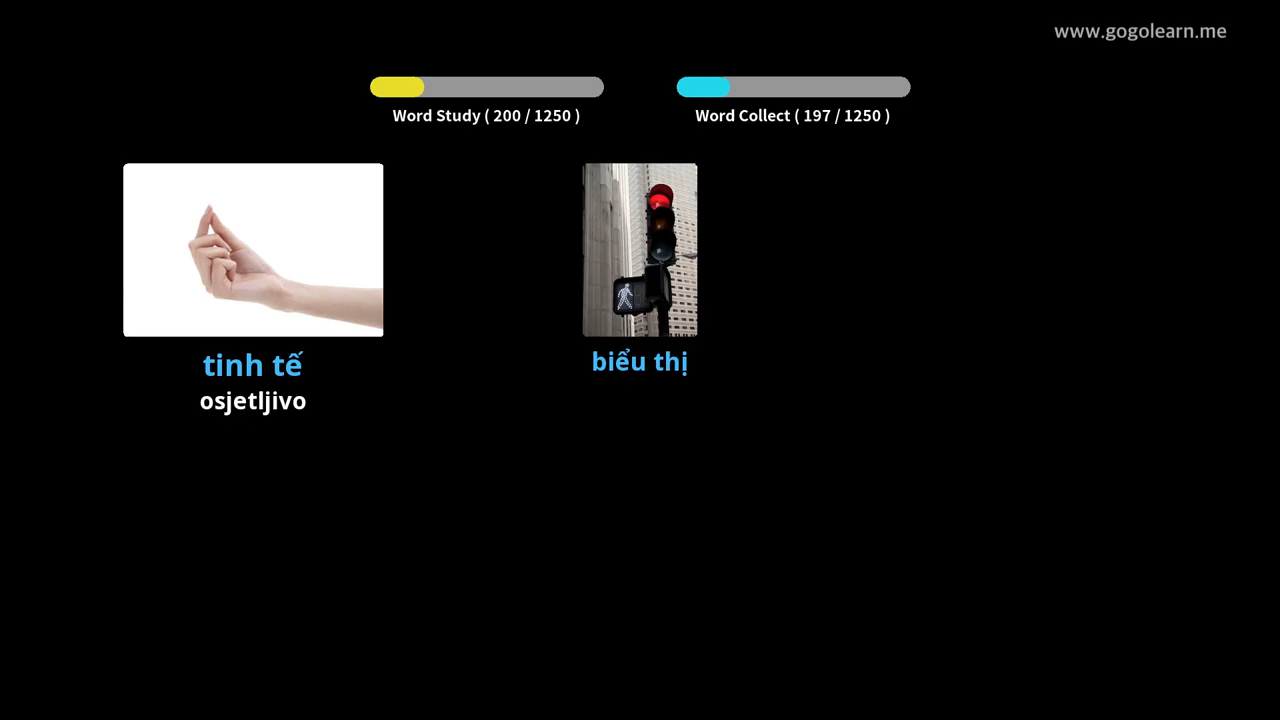 www.gogolearn.me
Word Study ( 200 / 1250 )
Word Collect ( 197 / 1250 )
tinh tế
osjetljivo
biểu thị